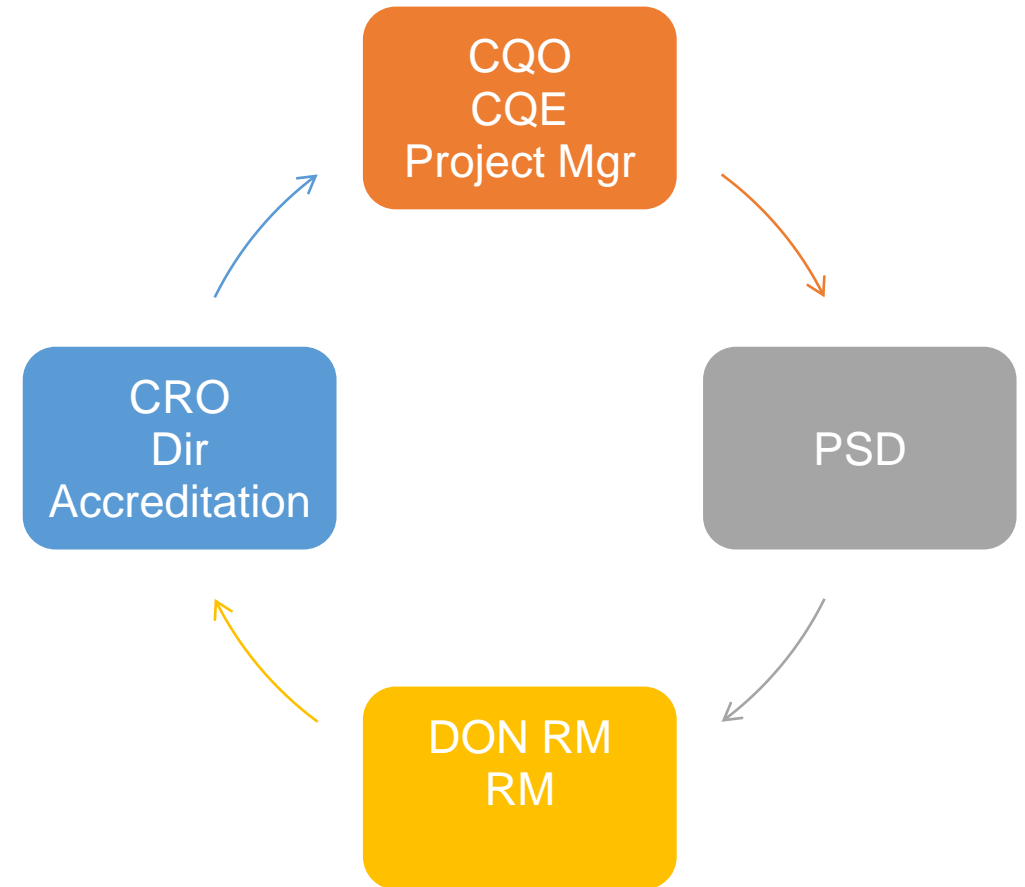 CQO
CQE
Project Mgr
CRO
Dir
Accreditation
PSD
DON RM
RM